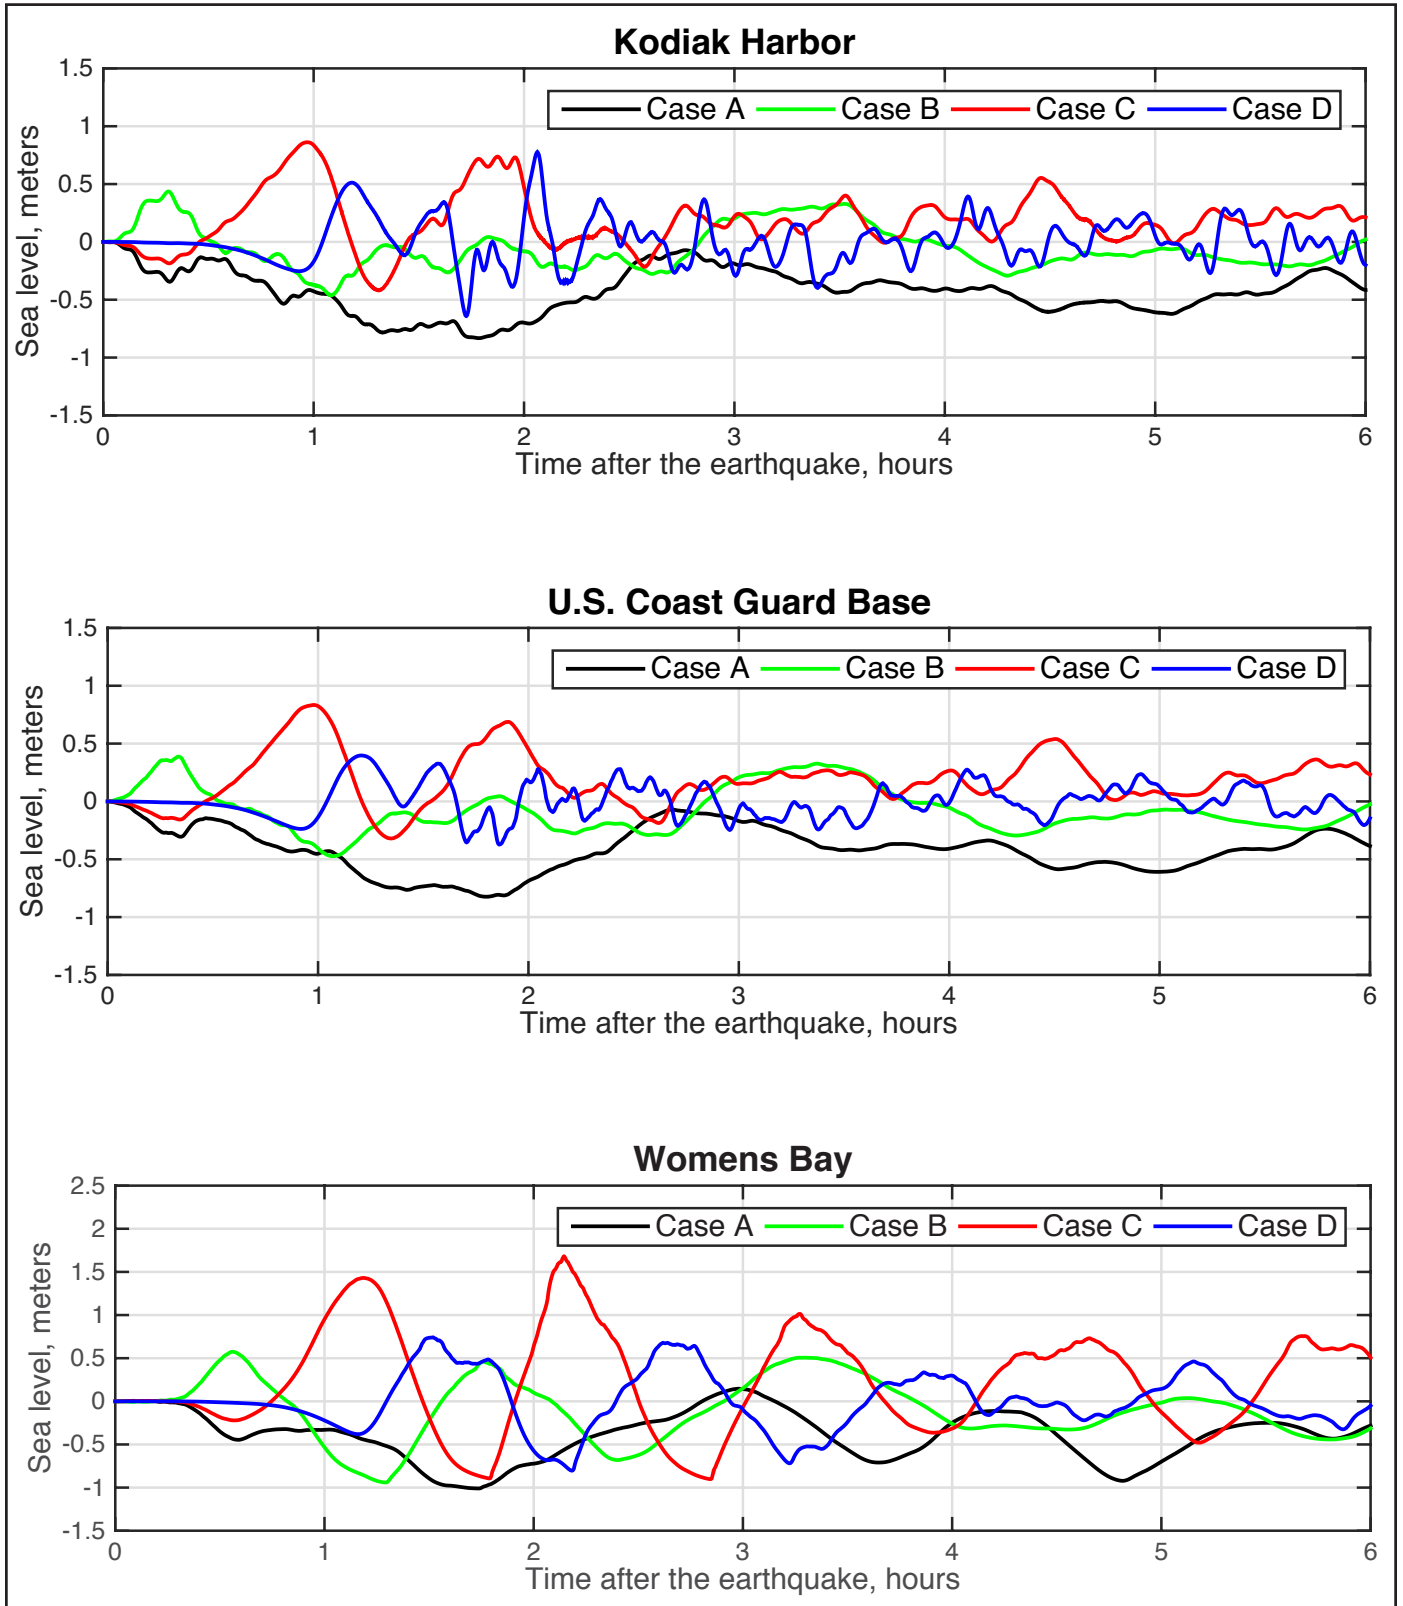 Kodiak Harbor
1.5
1
0.5
0
-0.5
-1
-1.5
Sea level, meters
Case A Case B Case C Case D
0 1 2 3 4 5 6
Time after the earthquake, hours
U.S. Coast Guard Base
1.5
1
0.5
0
-0.5
-1
-1.5
Sea level, meters
Case A Case B Case C Case D
0 1 2 3 4 5 6
Time after the earthquake, hours
Womens Bay
2.5
2
1.5
1
0.5
0
-0.5
-1
-1.5
Sea level, meters
Case A Case B Case C Case D
0 1 2 3 4 5 6
Time after the earthquake, hours